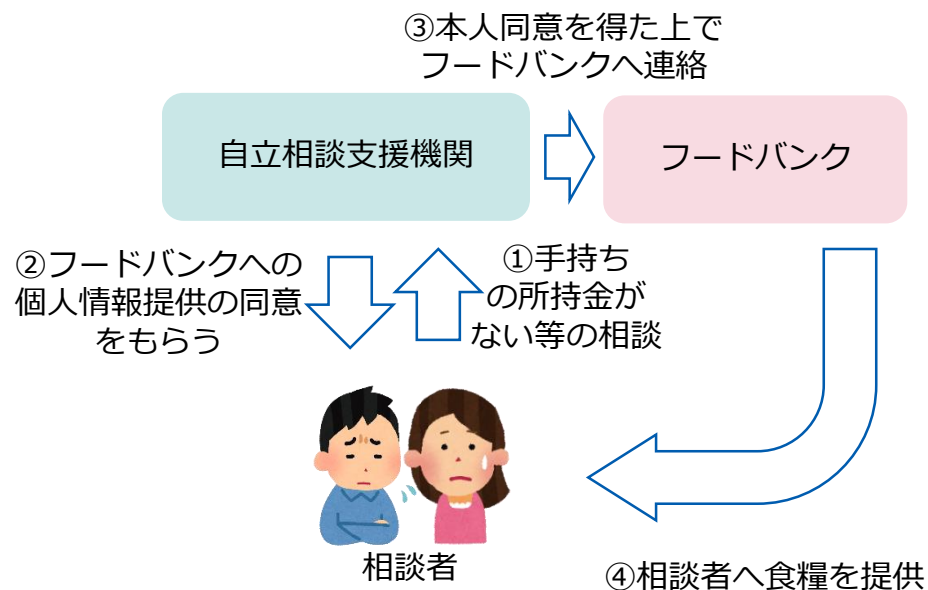 ③本人同意を得た上で
フードバンクへ連絡
自立相談支援機関
フードバンク
②フードバンクへの
個人情報提供の同意
をもらう
①手持ち
の所持金が
ない等の相談
相談者
④相談者へ食糧を提供